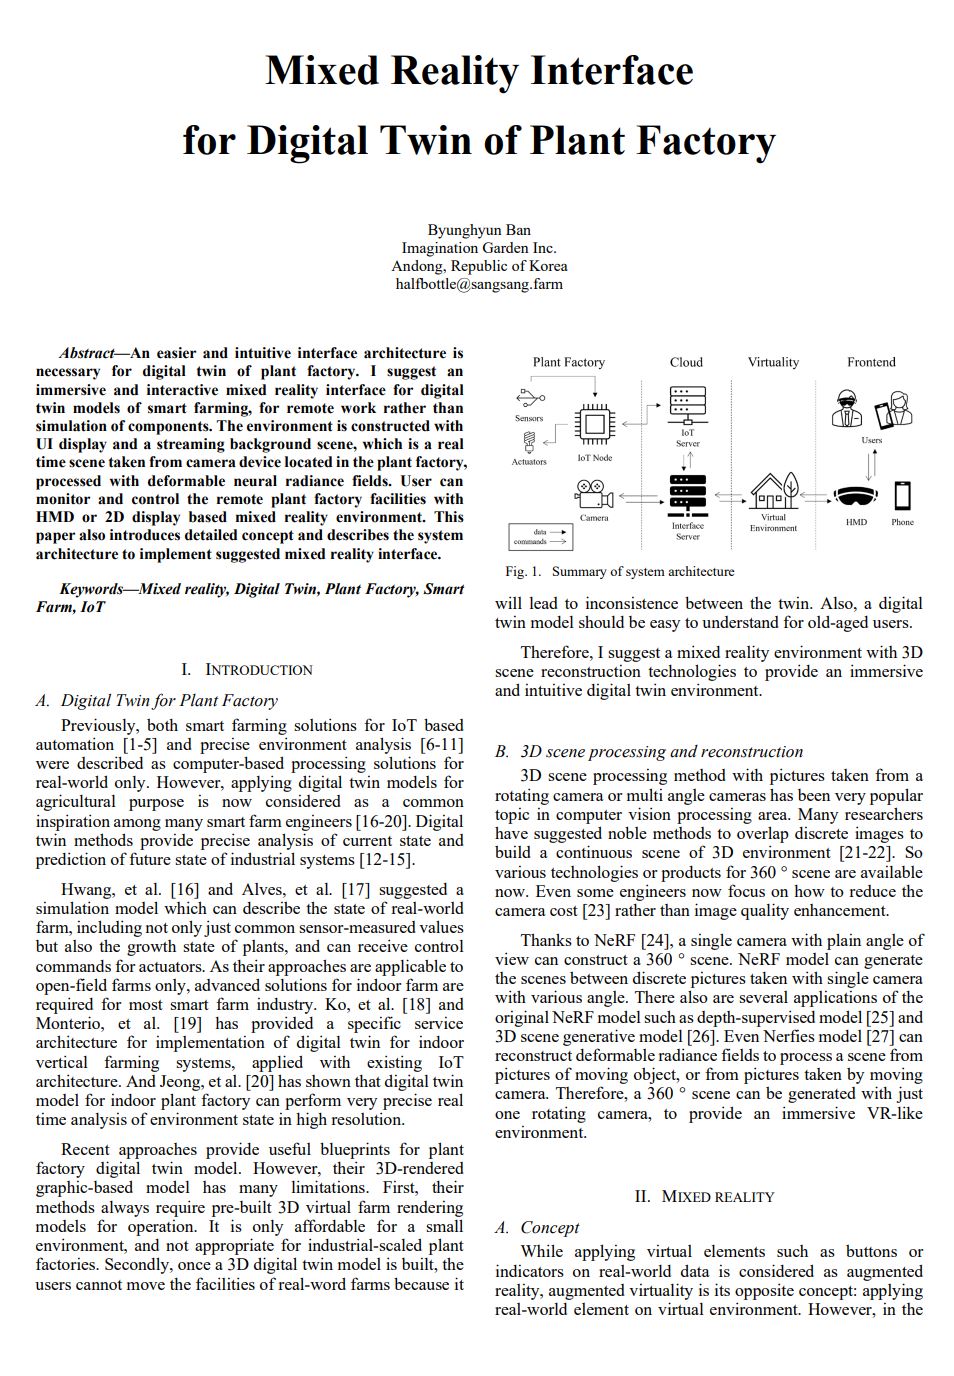 Mixed Reality Interface
for Digital Twin of Plant Factory
Byunghyun Ban
Imagination Garden Inc.
Andong, Republic of Korea
halfbottle@sangsang.farm
Abstract—An easier and intuitive interface architecture is
necessary for digital twin of plant factory. I suggest an
immersive and interactive mixed reality interface for digital
twin models of smart farming, for remote work rather than
simulation of components. The environment is constructed with
UI display and a streaming background scene, which is a real
time scene taken from camera device located in the plant factory,
processed with deformable neural radiance fields. User can
monitor and control the remote plant factory facilities with
HMD or 2D display based mixed reality environment. This
paper also introduces detailed concept and describes the system
architecture to implement suggested mixed reality interface.
Keywords—Mixed reality, Digital Twin, Plant Factory, Smart
Farm, IoT
I. INTRODUCTION
A. Digital Twin for Plant Factory
Previously, both smart farming solutions for IoT based
automation [1-5] and precise environment analysis [6-11]
were described as computer-based processing solutions for
real-world only. However, applying digital twin models for
agricultural purpose is now considered as a common
inspiration among many smart farm engineers [16-20]. Digital
twin methods provide precise analysis of current state and
prediction of future state of industrial systems [12-15].
Hwang, et al. [16] and Alves, et al. [17] suggested a
simulation model which can describe the state of real-world
farm, including not only just common sensor-measured values
but also the growth state of plants, and can receive control
commands for actuators. As their approaches are applicable to
open-field farms only, advanced solutions for indoor farm are
required for most smart farm industry. Ko, et al. [18] and
Monterio, et al. [19] has provided a specific service
architecture for implementation of digital twin for indoor
vertical farming systems, applied with existing IoT
architecture. And Jeong, et al. [20] has shown that digital twin
model for indoor plant factory can perform very precise real
time analysis of environment state in high resolution.
Recent approaches provide useful blueprints for plant
factory digital twin model. However, their 3D-rendered
graphic-based model has many limitations. First, their
methods always require pre-built 3D virtual farm rendering
models for operation. It is only affordable for a small
environment, and not appropriate for industrial-scaled plant
factories. Secondly, once a 3D digital twin model is built, the
users cannot move the facilities of real-word farms because it
Plant Factory
Cloud
Virtuality
Frontend
Sensors
Actuators
IoT Node
IoT
Server
Users
Camera
Interface
Server
Virtual
Environment
HMD
Phone
data
commands
Fig. 1. Summary of system architecture
will lead to inconsistence between the twin. Also, a digital
twin model should be easy to understand for old-aged users.
Therefore, I suggest a mixed reality environment with 3D
scene reconstruction technologies to provide an immersive
and intuitive digital twin environment.
B. 3D scene processing and reconstruction
3D scene processing method with pictures taken from a
rotating camera or multi angle cameras has been very popular
topic in computer vision processing area. Many researchers
have suggested noble methods to overlap discrete images to
build a continuous scene of 3D environment [21-22]. So
various technologies or products for 360 ° scene are available
now. Even some engineers now focus on how to reduce the
camera cost [23] rather than image quality enhancement.
Thanks to NeRF [24], a single camera with plain angle of
view can construct a 360 ° scene. NeRF model can generate
the scenes between discrete pictures taken with single camera
with various angle. There also are several applications of the
original NeRF model such as depth-supervised model [25] and
3D scene generative model [26]. Even Nerfies model [27] can
reconstruct deformable radiance fields to process a scene from
pictures of moving object, or from pictures taken by moving
camera. Therefore, a 360 ° scene can be generated with just
one rotating camera, to provide an immersive VR-like
environment.
II. MIXED REALITY
A. Concept
While applying virtual elements such as buttons or
indicators on real-world data is considered as augmented
reality, augmented virtuality is its opposite concept: applying
real-world element on virtual environment. However, in the